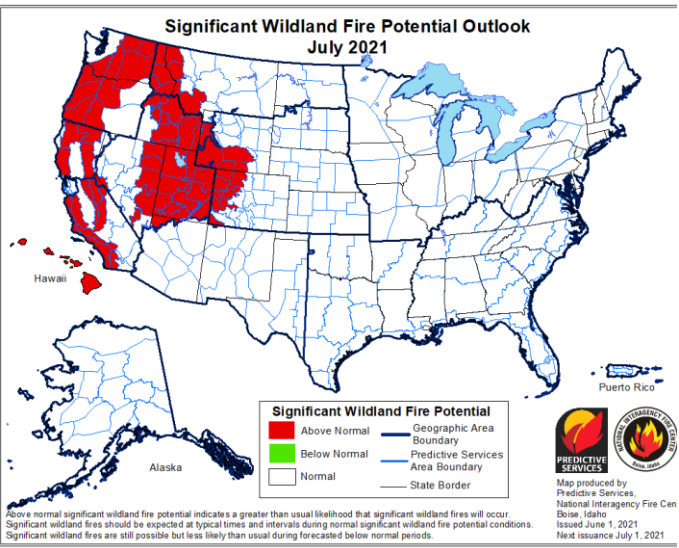 Significant Wildland Fire Potential Outlook
July 2021
Hawaii
Alaska
Puerto Rico
Significant Wildland Fire Potential
Above Normal
Below Normal
Normal
Geographic Area
Boundary
Predictive Services
Area Boundary
State Border
PREDICTIVE
SERVICES
NATIONAL INTERAGENCY FIRE CENTER
Boise, Idaho
Map produced by
Predictive Services,
National Interagency Fire Cen
Boise, Idaho
Issued June 1, 2021
Next issuance July 1, 2021
Above normal significant wildland fire potential indicates a greater than usual likelihood that significant wildland fires will occur.
Significant wildland fires should be expected at typical times and intervals during normal significant wildland fire potential conditions.
Significant wildland fires are still possible but less likely than usual during forecasted below normal periods.